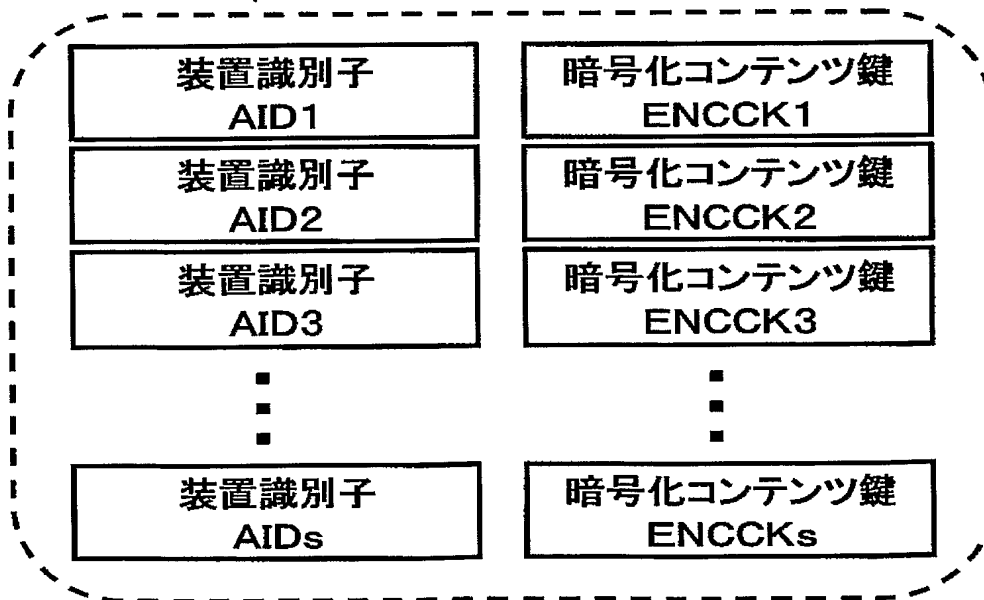 装置識別子
AID1
暗号化コンテンツ鍵
ENCCK1
装置識別子
AID2
暗号化コンテンツ鍵
ENCCK2
装置識別子
AID3
暗号化コンテンツ鍵
ENCCK3
装置識別子
AIDs
暗号化コンテンツ鍵
ENCCKs